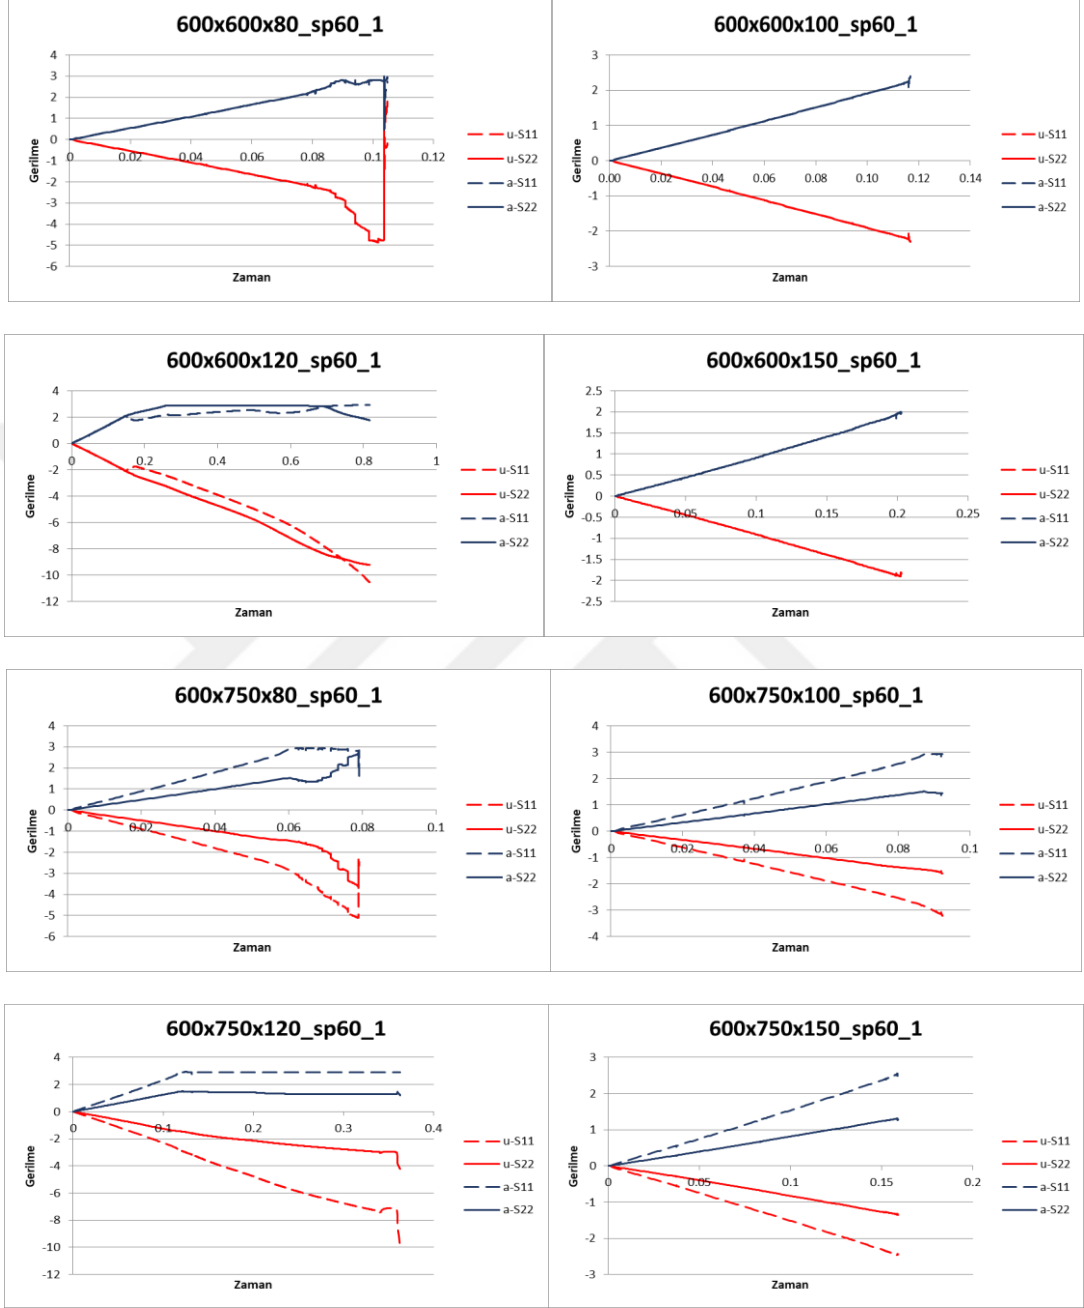 600x600x80_sp60_1
4
3
2
1
0
-1
-2
-3
-4
-5
-6
0
0.02
0.04
0.06
0.08
0.1
0.12
Gerilme
Zaman
u-S11
u-S22
a-S11
a-S22
600x600x100_sp60_1
3
2
1
0
-1
-2
-3
0.00
0.02
0.04
0.06
0.08
0.10
0.12
0.14
Gerilme
Zaman
u-S11
u-S22
a-S11
a-S22
600x600x120_sp60_1
4
2
0
-2
-4
-6
-8
-10
-12
0
0.2
0.4
0.6
0.8
1
Gerilme
Zaman
u-S11
u-S22
a-S11
a-S22
600x600x150_sp60_1
2.5
2
1.5
1
0.5
0
-0.5
-1
-1.5
-2
-2.5
0
0.05
0.1
0.15
0.2
0.25
Gerilme
Zaman
u-S11
u-S22
a-S11
a-S22
600x750x80_sp60_1
4
3
2
1
0
-1
-2
-3
-4
-5
-6
0
0.02
0.04
0.06
0.08
0.1
Gerilme
Zaman
u-S11
u-S22
a-S11
a-S22
600x750x100_sp60_1
4
3
2
1
0
-1
-2
-3
-4
0
0.02
0.04
0.06
0.08
0.1
Gerilme
Zaman
u-S11
u-S22
a-S11
a-S22
600x750x120_sp60_1
4
2
0
-2
-4
-6
-8
-10
-12
0
0.1
0.2
0.3
0.4
Gerilme
Zaman
u-S11
u-S22
a-S11
a-S22
600x750x150_sp60_1
3
2
1
0
-1
-2
-3
0
0.05
0.1
0.15
0.2
Gerilme
Zaman
u-S11
u-S22
a-S11
a-S22